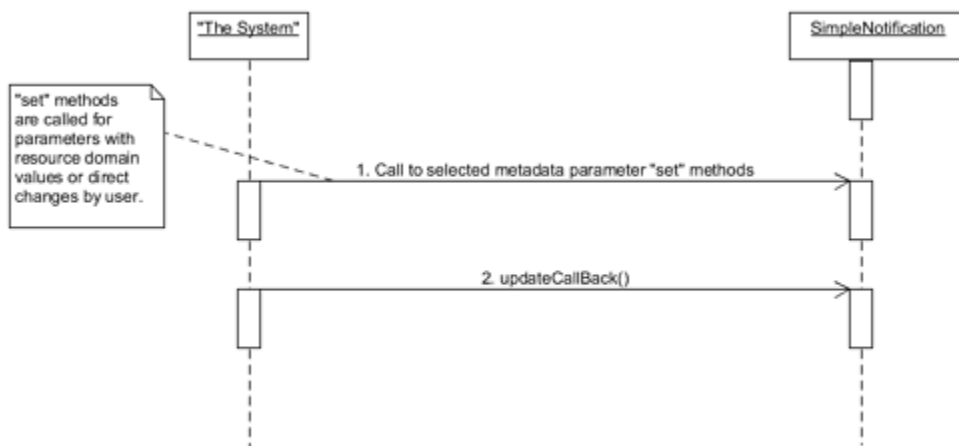 "The System"
SimpleNotification
"set" methods
are called for
parameters with
resource domain
values or direct
changes by user.
1. Call to selected metadata parameter "set" methods
2. updateCallBack()